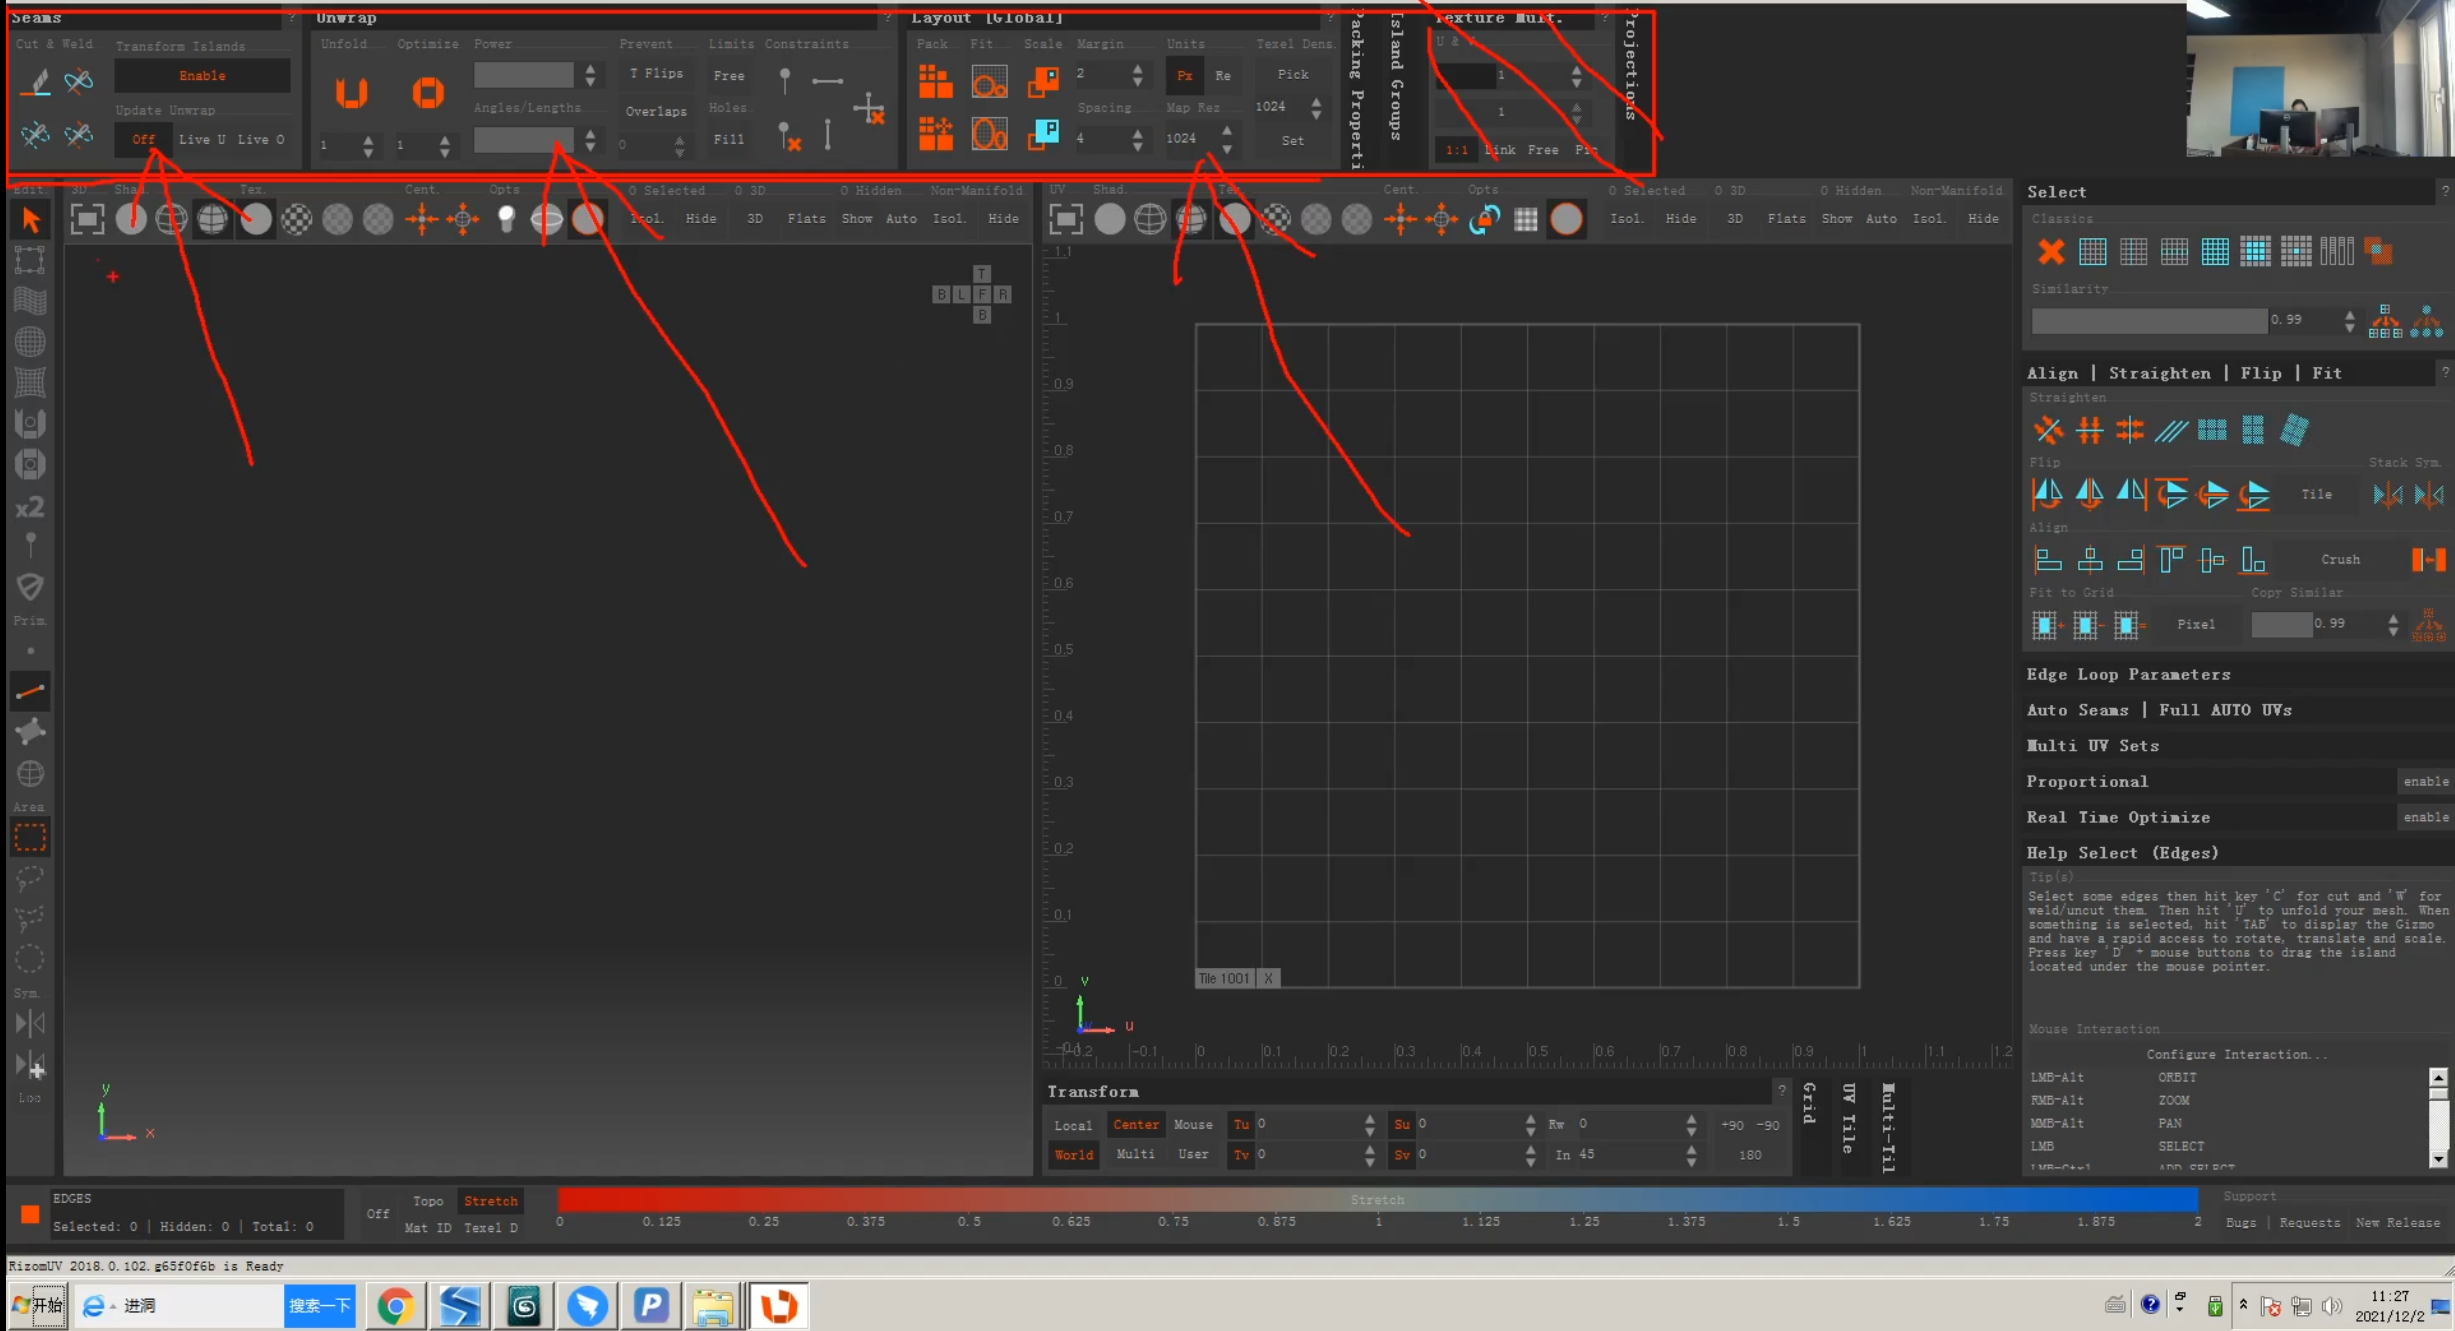 Seams ? Unwrap ? Layout [Global] ? Texture Mult. ?
Packing Properti
Island Groups
Projections
Cut & Weld Transform Islands Unfold Optimize Power Prevent Limits Constraints Pack Fit Scale Margin Units Texel Dens. U & V
Enable T Flips Free 2 Px Re Pick 1
Update Unwrap Angles/Lengths Overlaps Holes Spacing Map Rez 1024 1
Off Live U Live O 1 1 0 Fill 4 1024 Set 1:1 Link Free Pic
Edit. 3D Shad. Tex. Cent. Opts 0 Selected 0 3D 0 Hidden Non-Manifold
Isol. Hide 3D Flats Show Auto Isol. Hide
UV Shad. Tex. Cent. Opts 0 Selected 0 3D 0 Hidden Non-Manifold
Isol. Hide 3D Flats Show Auto Isol. Hide
T
B L F R
B
x2
Prim.
Area
Sym.
Loc
y
x
1.1
1
0.9
0.8
0.7
0.6
0.5
0.4
0.3
0.2
0.1
0
Tile 1001 X
v
u
-0.2 -0.1 0 0.1 0.2 0.3 0.4 0.5 0.6 0.7 0.8 0.9 1 1.1 1.2
Transform ?
Local Center Mouse Tu 0 Su 0 Rw 0 +90 -90
World Multi User Tv 0 Sv 0 In 45 180
Grid
UV Tile
Multi-Til
Select ?
Classics
Similarity
0.99
Align | Straighten | Flip | Fit ?
Straighten
Flip Stack Sym.
Tile
Align
Crush
Fit to Grid Copy Similar
Pixel 0.99
Edge Loop Parameters
Auto Seams | Full AUTO UVs
Multi UV Sets
Proportional enable
Real Time Optimize enable
Help Select (Edges)
Tip(s)
Select some edges then hit key 'C' for cut and 'W' for
weld/uncut them. Then hit 'U' to unfold your mesh. When
something is selected, hit 'TAB' to display the Gizmo
and have a rapid access to rotate, translate and scale.
Press key 'D' + mouse buttons to drag the island
located under the mouse pointer.
Mouse Interaction
Configure Interaction...
LMB-Alt ORBIT
RMB-Alt ZOOM
MMB-Alt PAN
LMB SELECT
LMB-Ctrl ADD SELECT
EDGES
Selected: 0 | Hidden: 0 | Total: 0
Off Topo Stretch
Mat ID Texel D
Stretch
0 0.125 0.25 0.375 0.5 0.625 0.75 0.875 1 1.125 1.25 1.375 1.5 1.625 1.75 1.875 2
Support
Bugs | Requests New Release
RizomUV 2018.0.102.g65f0f6b is Ready
开始 进洞 搜索一下
11:27
2021/12/2